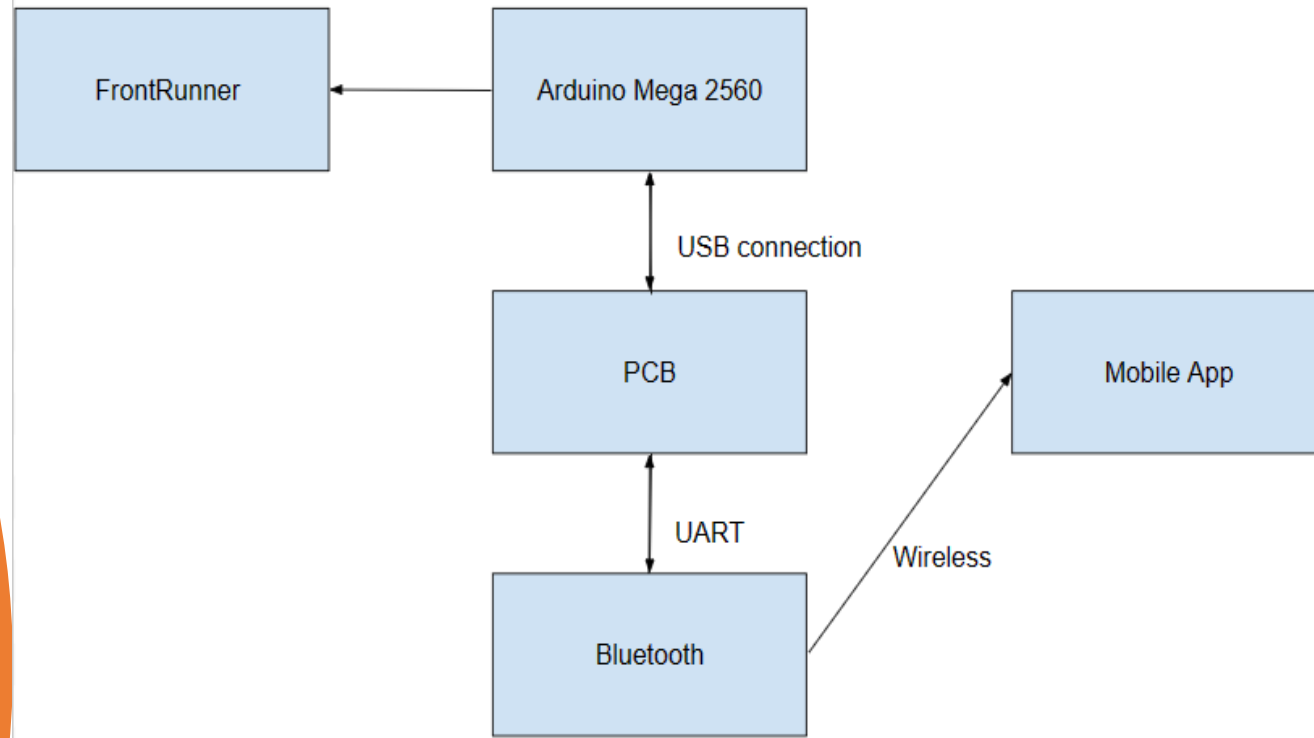 FrontRunner
Arduino Mega 2560
USB connection
PCB
Mobile App
UART
Wireless
Bluetooth